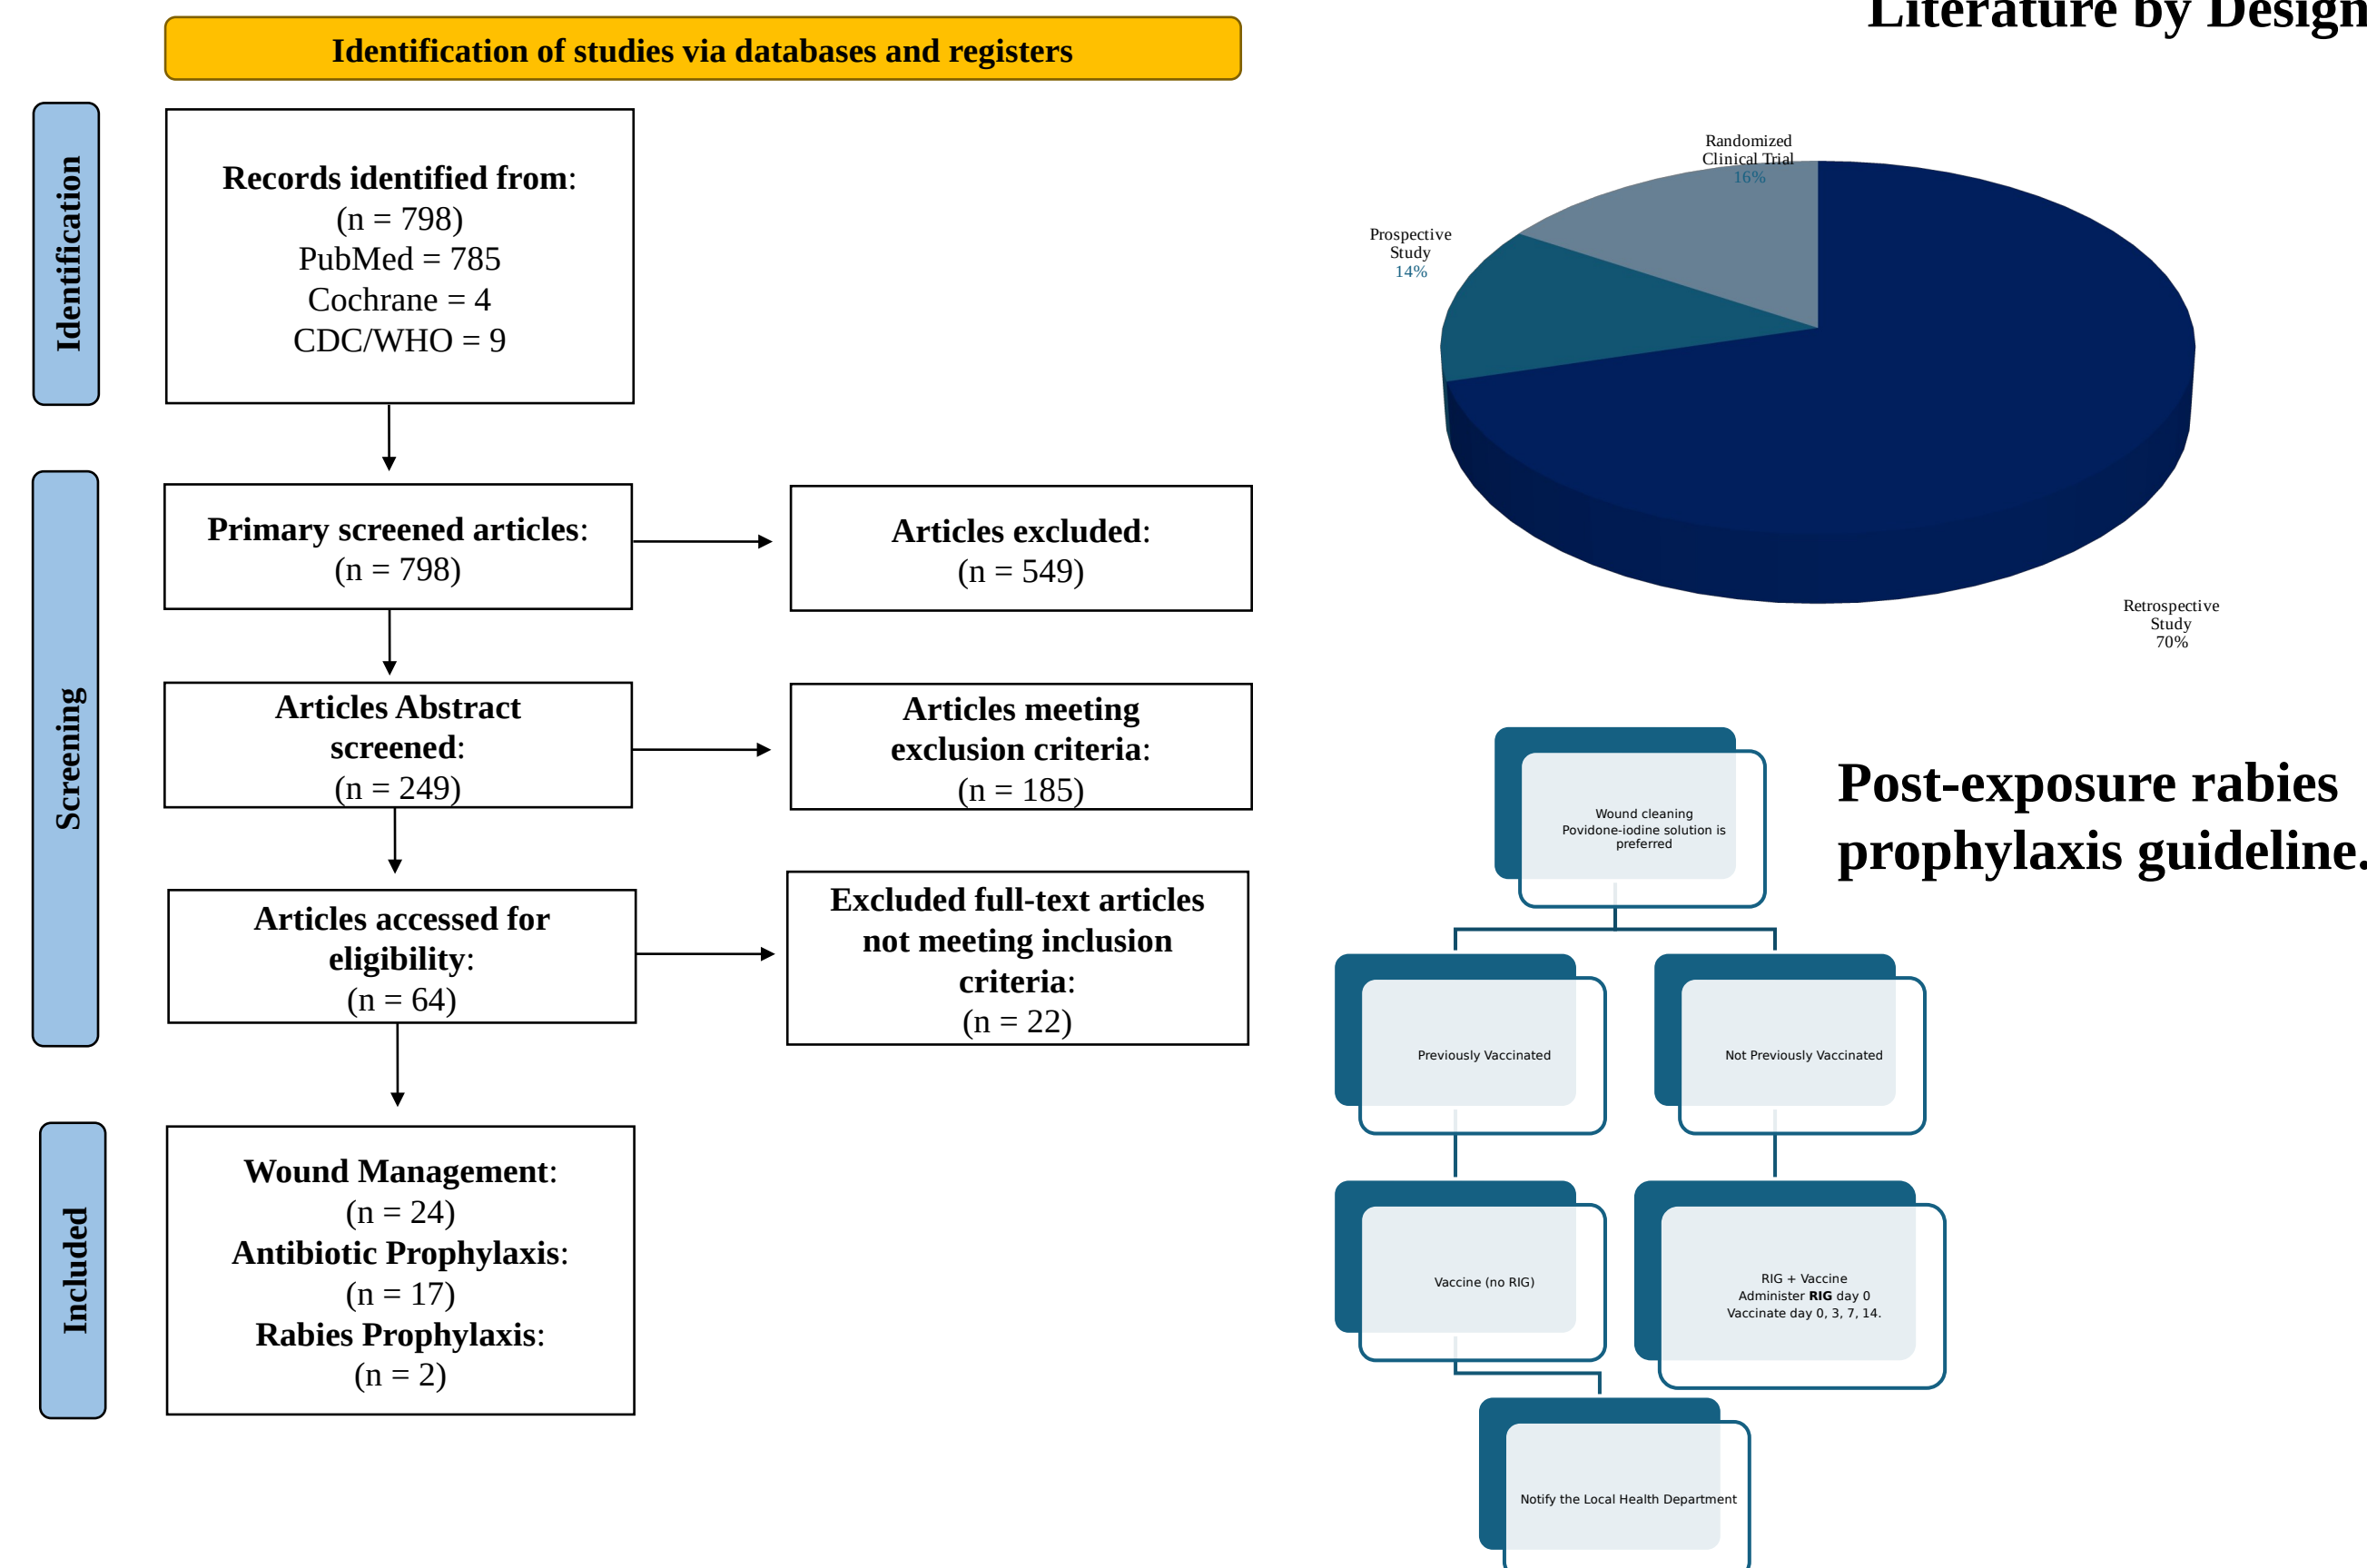 Identification of studies via databases and registers
Identification
Records identified from:
(n = 798)
PubMed = 785
Cochrane = 4
CDC/WHO = 9
Screening
Primary screened articles:
(n = 798)
Articles excluded:
(n = 549)
Articles Abstract
screened:
(n = 249)
Articles meeting
exclusion criteria:
(n = 185)
Articles accessed for
eligibility:
(n = 64)
Excluded full-text articles
not meeting inclusion
criteria:
(n = 22)
Included
Wound Management:
(n = 24)
Antibiotic Prophylaxis:
(n = 17)
Rabies Prophylaxis:
(n = 2)
Literature by Design
Randomized
Clinical Trial
16%
Prospective
Study
14%
Retrospective
Study
70%
Post-exposure rabies
prophylaxis guideline.
Wound cleaning
Povidone-iodine solution is
preferred
Previously Vaccinated
Not Previously Vaccinated
Vaccine (no RIG)
RIG + Vaccine
Administer RIG day 0
Vaccinate day 0, 3, 7, 14.
Notify the Local Health Department